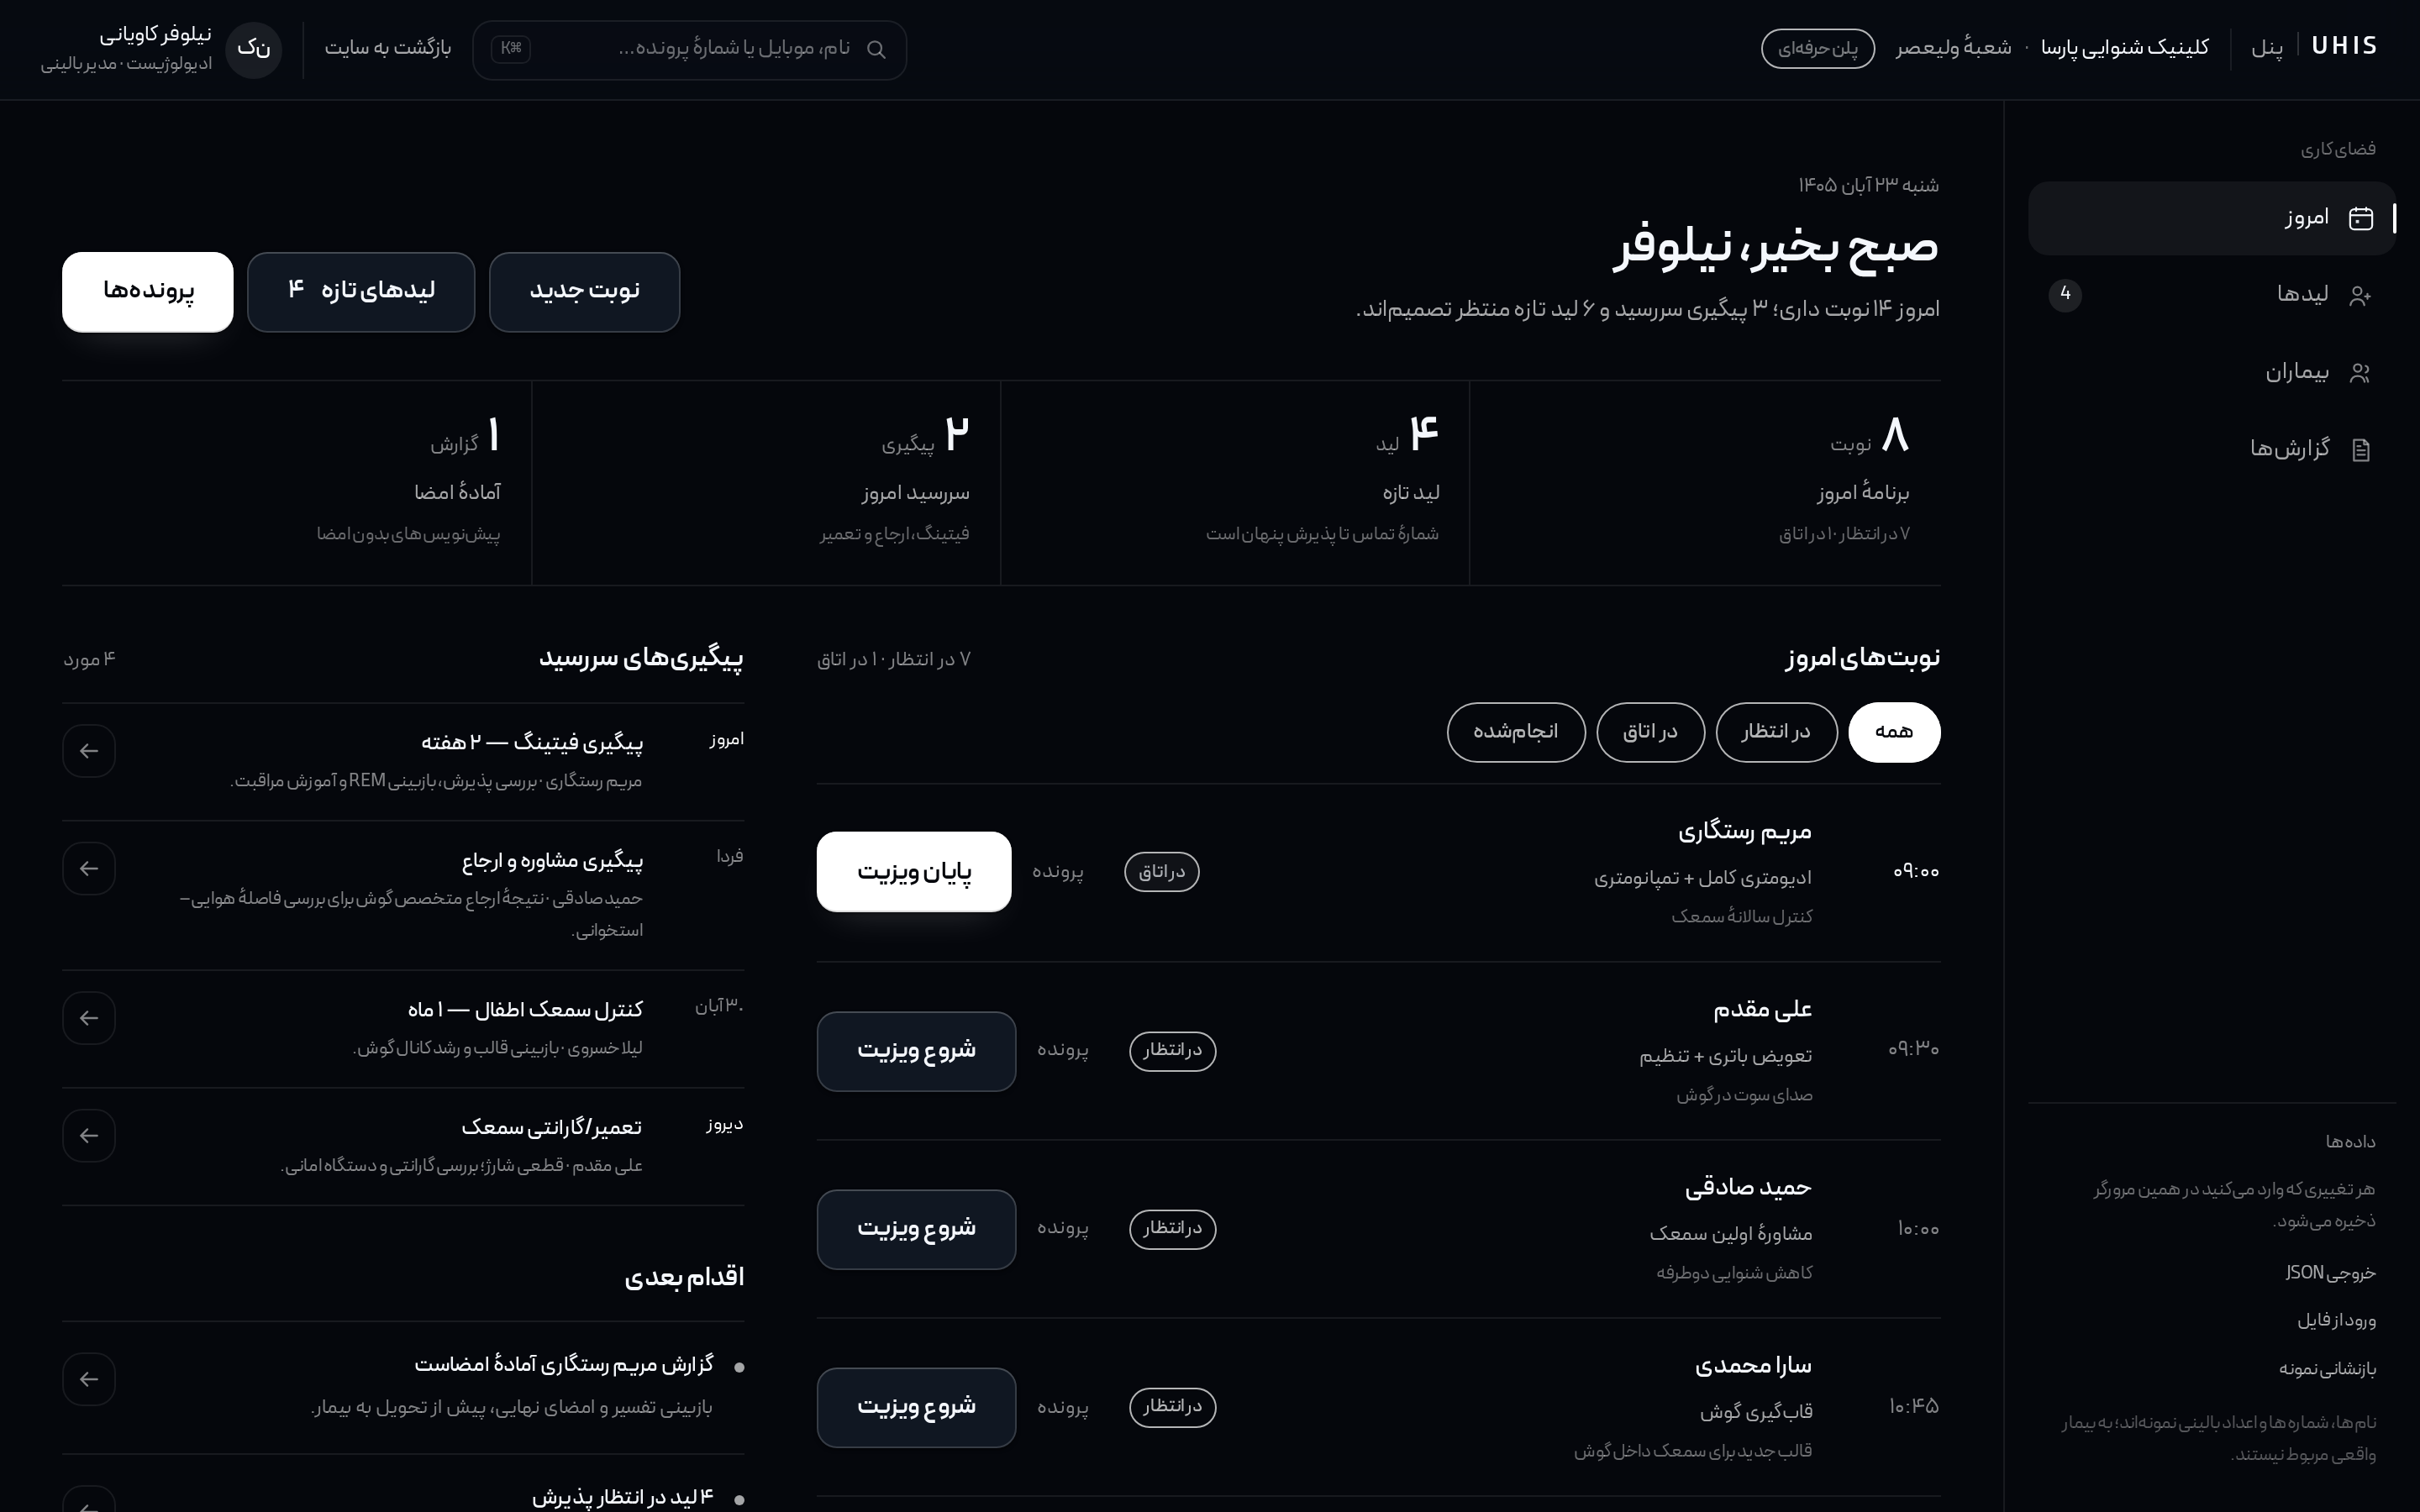 UHIS
پنل
کلینیک شنوایی پارسا · شعبهٔ ولیعصر
پلن حرفه‌ای
نام، موبایل یا شمارهٔ پرونده...
⌘K
بازگشت به سایت
ن‌ک
نیلوفر کاویانی
ادیولوژیست · مدیر بالینی
فضای کاری
امروز
لیدها
4
بیماران
گزارش‌ها
داده‌ها
هر تغییری که وارد می‌کنید در همین مرورگر
ذخیره می‌شود.
خروجی JSON
ورود از فایل
بازنشانی نمونه
نام‌ها، شماره‌ها و اعداد بالینی نمونه‌اند؛ به بیمار
واقعی مربوط نیستند.
شنبه ۲۳ آبان ۱۴۰۵
صبح بخیر، نیلوفر
امروز ۱۴ نوبت داری؛ ۳ پیگیری سررسید و ۶ لید تازه منتظر تصمیم‌اند.
نوبت جدید
لیدهای تازه ۴
پرونده‌ها
۸ نوبت
برنامهٔ امروز
۷ در انتظار · ۱ در اتاق
۴ لید
لید تازه
شمارهٔ تماس تا پذیرش پنهان است
۲ پیگیری
سررسید امروز
فیتینگ، ارجاع و تعمیر
۱ گزارش
آمادهٔ امضا
پیش‌نویس‌های بدون امضا
نوبت‌های امروز
۷ در انتظار · ۱ در اتاق
همه
در انتظار
در اتاق
انجام‌شده
۰۹:۰۰
مریم رستگاری
ادیومتری کامل + تمپانومتری
کنترل سالانهٔ سمعک
در اتاق
پرونده
پایان ویزیت
۰۹:۳۰
علی مقدم
تعویض باتری + تنظیم
صدای سوت در گوش
در انتظار
پرونده
شروع ویزیت
۱۰:۰۰
حمید صادقی
مشاورهٔ اولین سمعک
کاهش شنوایی دوطرفه
در انتظار
پرونده
شروع ویزیت
۱۰:۴۵
سارا محمدی
قاب‌گیری گوش
قالب جدید برای سمعک داخل گوش
در انتظار
پرونده
شروع ویزیت
پیگیری‌های سررسید
۴ مورد
امروز
پیگیری فیتینگ — ۲ هفته
مریم رستگاری · بررسی پذیرش، بازبینی REM و آموزش مراقبت.
فردا
پیگیری مشاوره و ارجاع
حمید صادقی · نتیجهٔ ارجاع متخصص گوش برای بررسی فاصلهٔ هوایی–
استخوانی.
۳۰ آبان
کنترل سمعک اطفال — ۱ ماه
لیلا خسروی · بازبینی قالب و رشد کانال گوش.
دیروز
تعمیر/گارانتی سمعک
علی مقدم · قطعی شارژ؛ بررسی گارانتی و دستگاه امانی.
اقدام بعدی
گزارش مریم رستگاری آمادهٔ امضاست
بازبینی تفسیر و امضای نهایی، پیش از تحویل به بیمار.
۴ لید در انتظار پذیرش